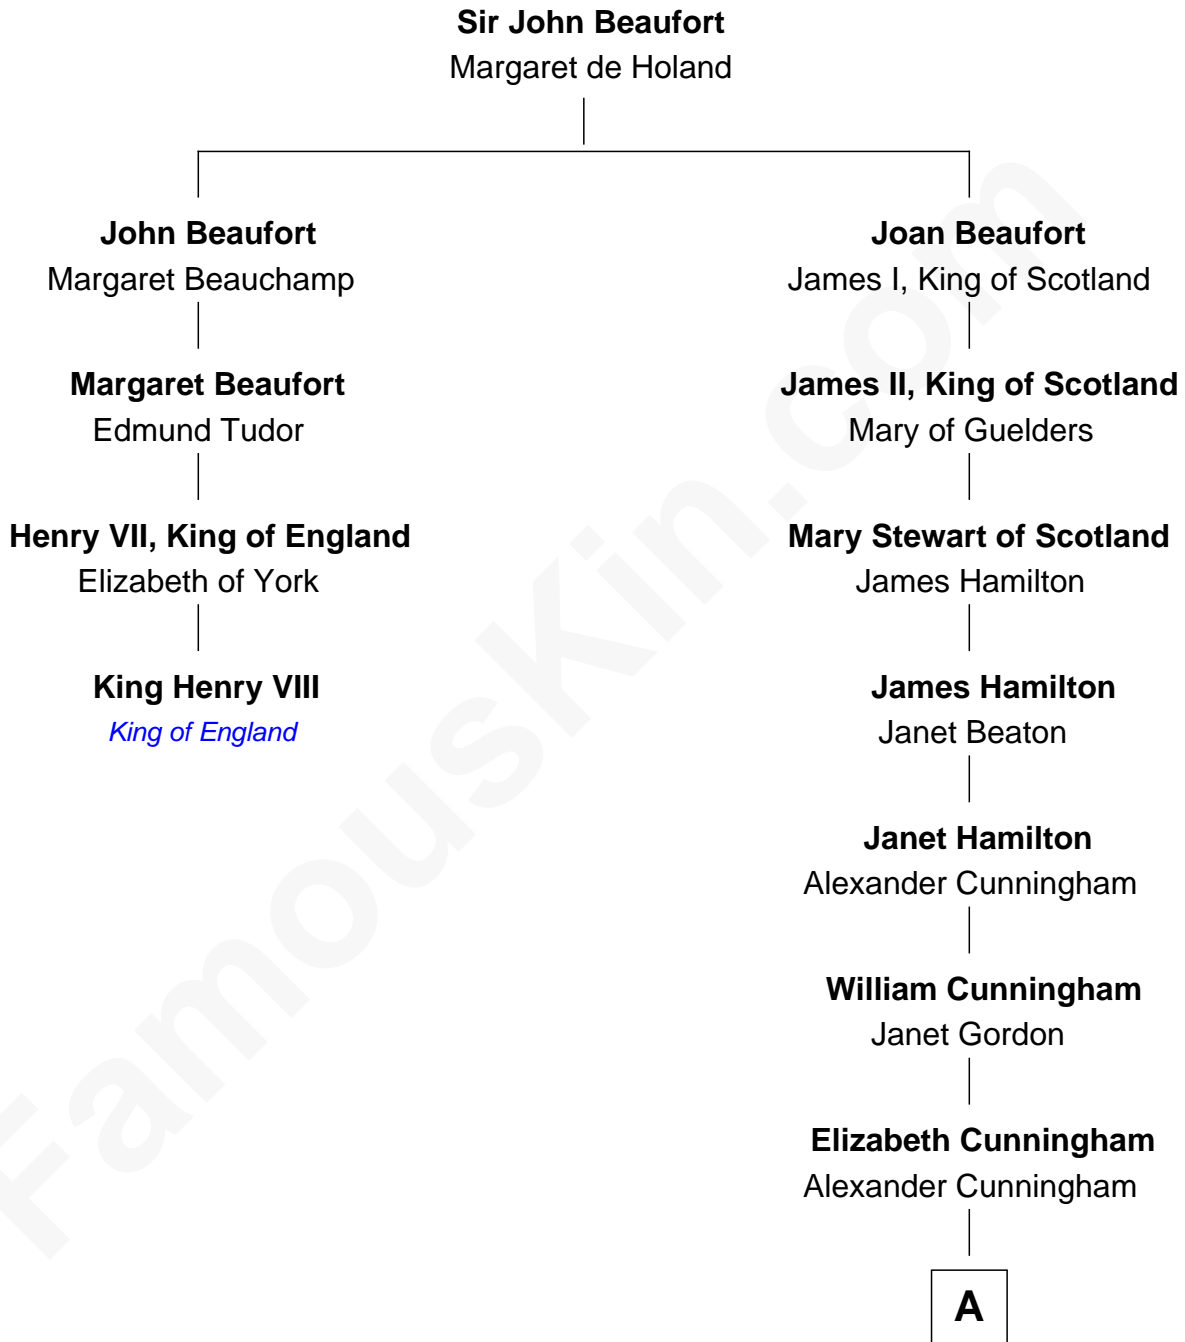 Sir John Beaufort
Margaret de Holand
John Beaufort
Margaret Beauchamp
Margaret Beaufort
Edmund Tudor
Henry VII, King of England
Elizabeth of York
King Henry VIII
King of England
Joan Beaufort
James I, King of Scotland
James II, King of Scotland
Mary of Guelders
Mary Stewart of Scotland
James Hamilton
James Hamilton
Janet Beaton
Janet Hamilton
Alexander Cunningham
William Cunningham
Janet Gordon
Elizabeth Cunningham
Alexander Cunningham
A
FamousKin.com